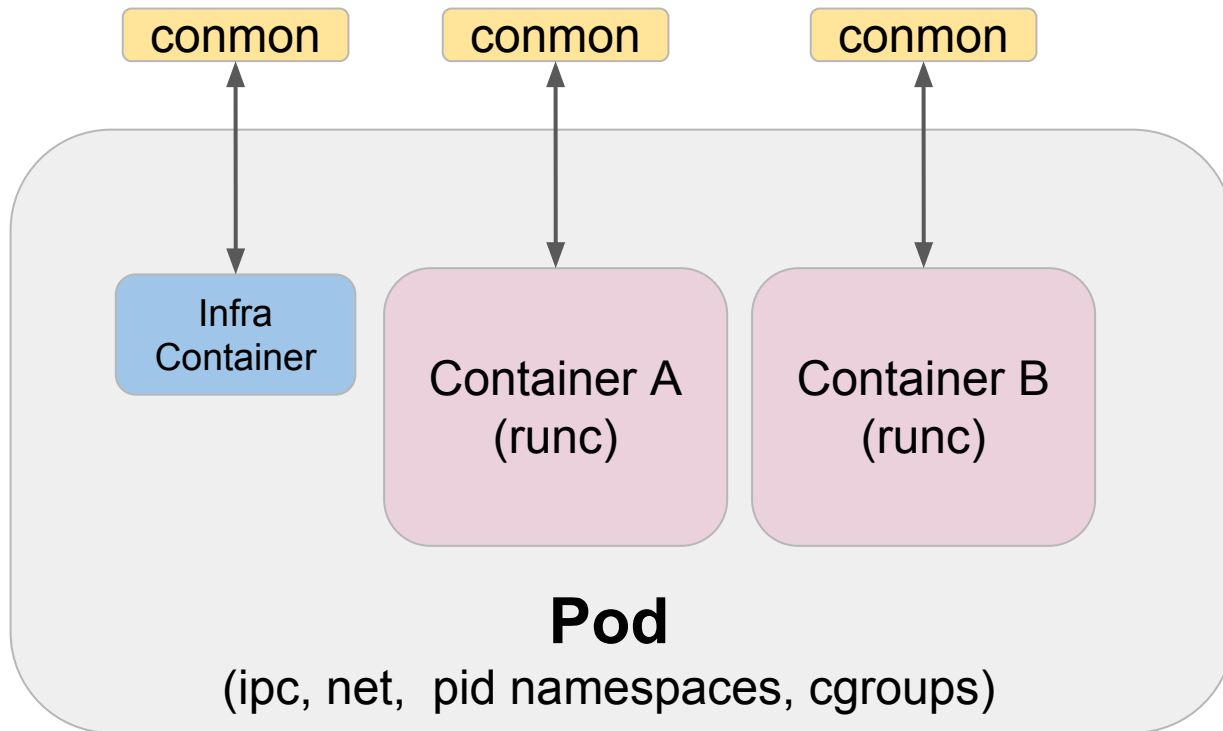 conmon
conmon
conmon
Infra
Container
Container A
(runc)
Container B
(runc)
Pod
(ipc, net,  pid namespaces, cgroups)